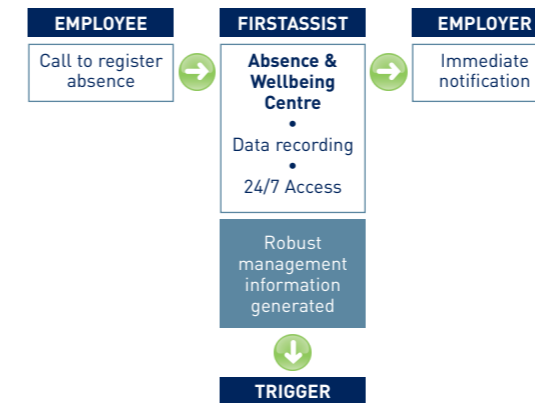 EMPLOYEE
Call to register
absence
FIRSTASSIST
Absence &
Wellbeing
Centre
•
Data recording
•
24/7 Access
EMPLOYER
Immediate
notification
Robust
management
information
generated
TRIGGER